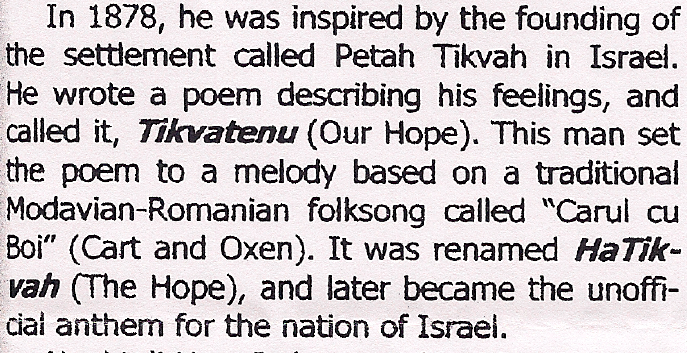 In 1878, he was inspired by the founding of
the settlement called Petah Tikvah in Israel.
He wrote a poem describing his feelings, and
called it, Tikvatenu (Our Hope). This man set
the poem to a melody based on a traditional
Modavian-Romanian folksong called "Carul cu
Boi" (Cart and Oxen). It was renamed HaTik-
vah (The Hope), and later became the unoffi-
cial anthem for the nation of Israel.